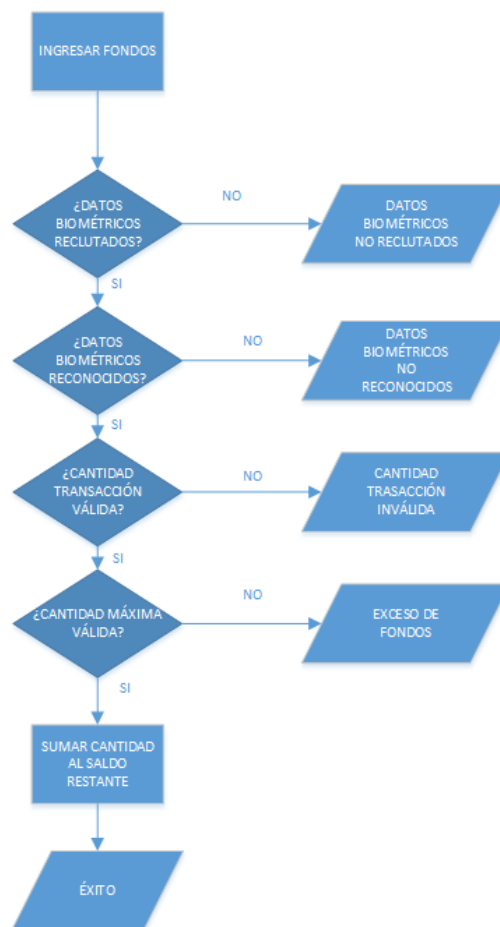 INGRESAR FONDOS
¿DATOS
BIOMÉTRICOS
RECLUTADOS?
NO
DATOS
BIOMÉTRICOS
NO RECLUTADOS
SI
¿DATOS
BIOMÉTRICOS
RECONOCIDOS?
NO
DATOS
BIOMÉTRICOS
NO
RECONOCIDOS
SI
¿CANTIDAD
TRANSACCIÓN
VÁLIDA?
NO
CANTIDAD
TRASACCIÓN
INVÁLIDA
SI
¿CANTIDAD MÁXIMA
VÁLIDA?
NO
EXCESO DE
FONDOS
SI
SUMAR CANTIDAD
AL SALDO
RESTANTE
ÉXITO